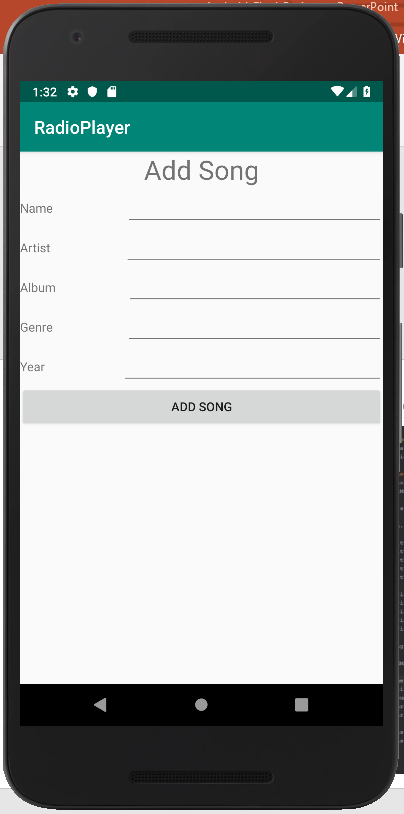 1:32
RadioPlayer
Add Song
Name
Artist
Album
Genre
Year
ADD SONG